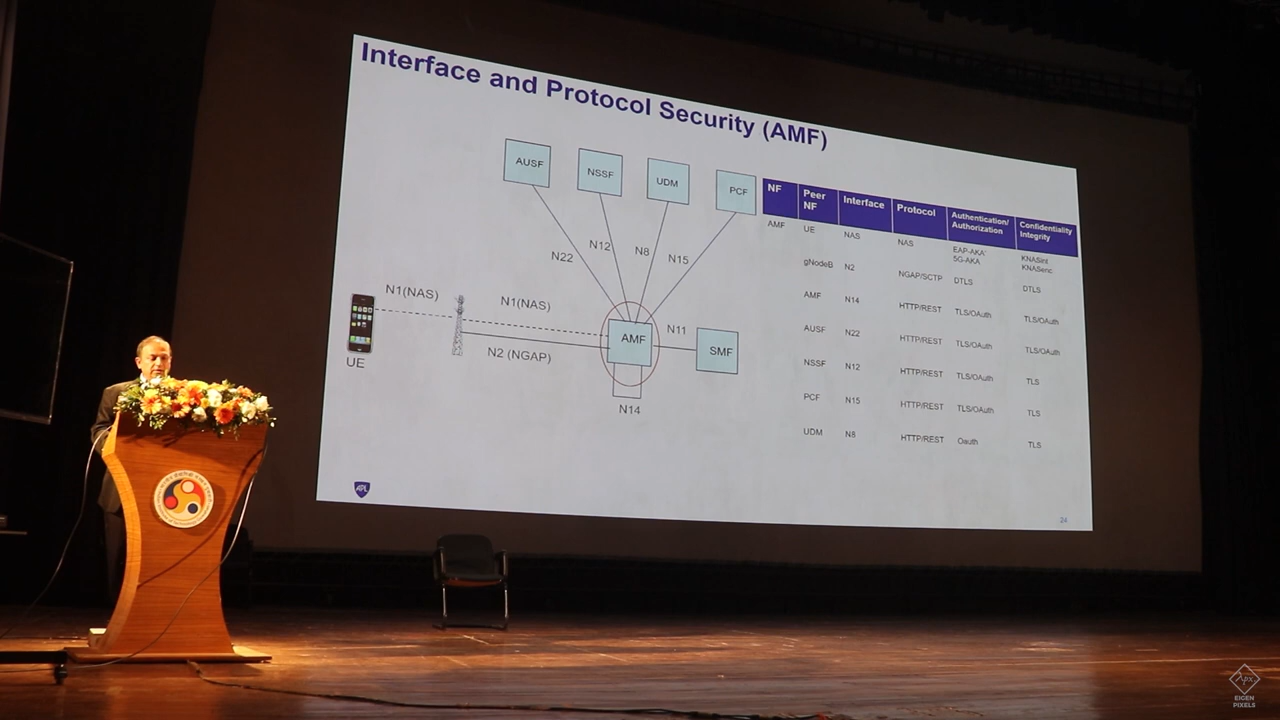 Interface and Protocol Security (AMF)
AUSF
NSSF
UDM
PCF
N22
N12
N8
N15
N1(NAS)
N1(NAS)
N2 (NGAP)
AMF
N11
SMF
UE
N14
NF Peer NF Interface Protocol Authentication/ Authorization Confidentiality Integrity
AMF UE NAS NAS EAP-AKA' 5G-AKA KNASint KNASenc
gNodeB N2 NGAP/SCTP DTLS DTLS
AMF N14 HTTP/REST TLS/OAuth TLS/OAuth
AUSF N22 HTTP/REST TLS/OAuth TLS/OAuth
NSSF N12 HTTP/REST TLS/OAuth TLS
PCF N15 HTTP/REST TLS/OAuth TLS
UDM N8 HTTP/REST Oauth TLS
APL
24
Apx
EIGEN
PIXELS